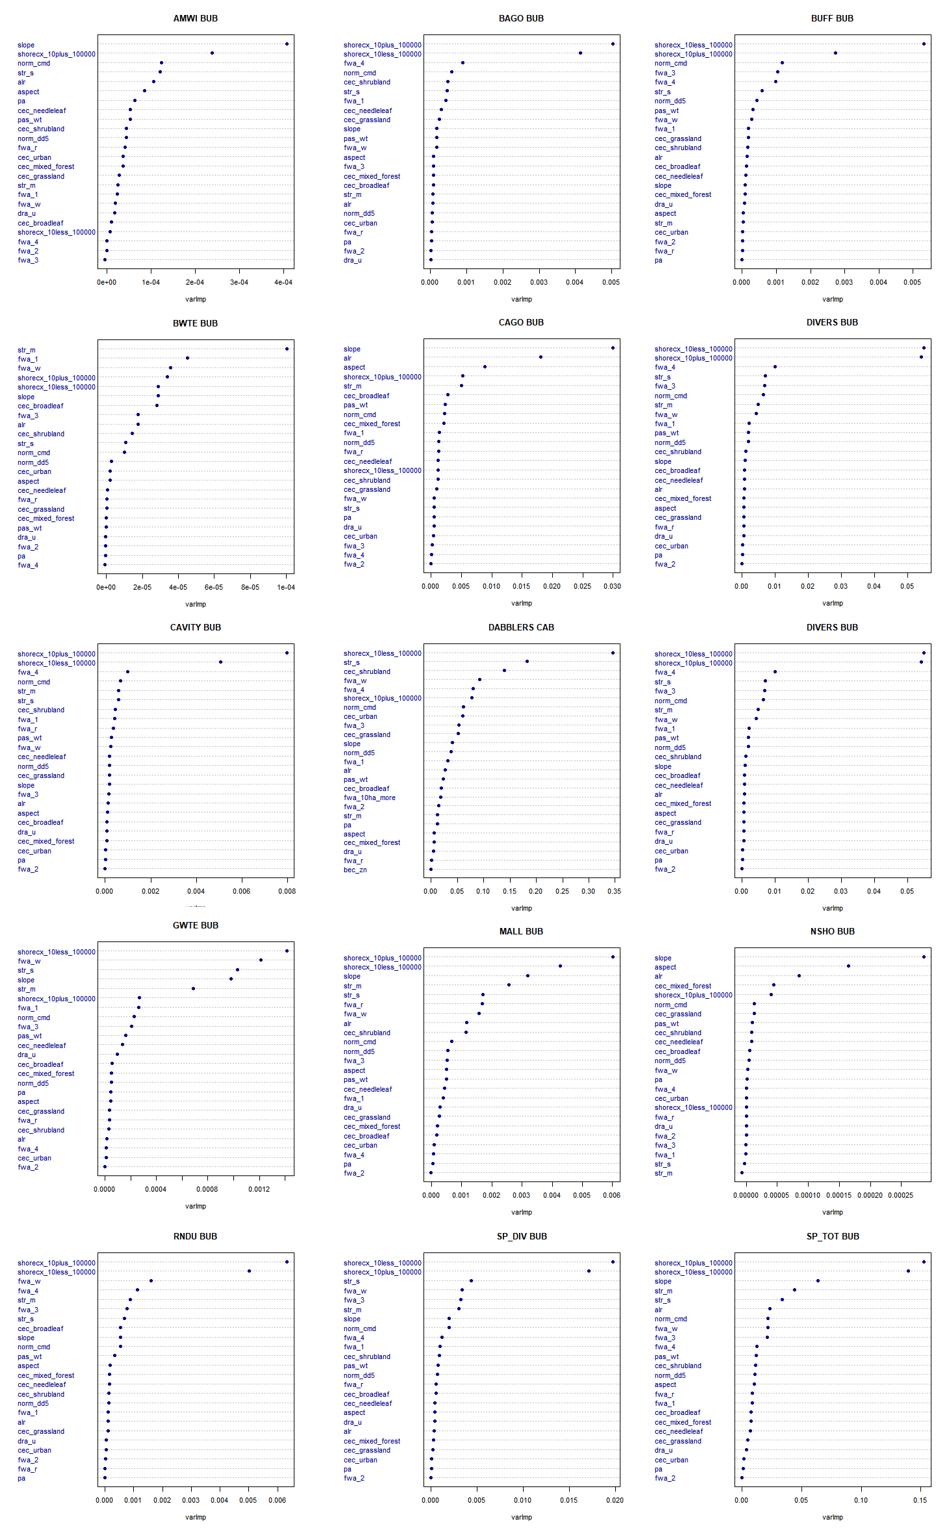 AMWI BUB
slope
shorecx_10plus_100000
norm_cmd
str_s
alr
aspect
pa
cec_needleleaf
pas_wt
cec_shrubland
norm_dd5
fwa_r
cec_urban
cec_mixed_forest
cec_grassland
str_m
fwa_1
fwa_w
dra_u
cec_broadleaf
shorecx_10less_100000
fwa_4
fwa_2
fwa_3
0e+00 1e-04 2e-04 3e-04 4e-04
varImp
BAGO BUB
shorecx_10plus_100000
shorecx_10less_100000
fwa_4
norm_cmd
cec_shrubland
str_s
fwa_1
cec_needleleaf
cec_grassland
slope
pas_wt
fwa_w
aspect
fwa_3
cec_mixed_forest
cec_broadleaf
str_m
alr
norm_dd5
cec_urban
fwa_r
pa
fwa_2
dra_u
0.000 0.001 0.002 0.003 0.004 0.005
varImp
BUFF BUB
shorecx_10less_100000
shorecx_10plus_100000
norm_cmd
fwa_3
fwa_4
str_s
norm_dd5
pas_wt
fwa_w
fwa_1
cec_grassland
cec_shrubland
alr
cec_broadleaf
cec_needleleaf
slope
cec_mixed_forest
dra_u
aspect
str_m
cec_urban
fwa_2
fwa_r
pa
0.000 0.001 0.002 0.003 0.004 0.005
varImp
BWTE BUB
str_m
fwa_1
fwa_w
shorecx_10plus_100000
shorecx_10less_100000
slope
cec_broadleaf
fwa_3
alr
cec_shrubland
str_s
norm_cmd
norm_dd5
cec_urban
aspect
cec_needleleaf
fwa_r
cec_grassland
cec_mixed_forest
pas_wt
dra_u
fwa_2
pa
fwa_4
0e+00 2e-05 4e-05 6e-05 8e-05 1e-04
varImp
CAGO BUB
slope
alr
aspect
shorecx_10plus_100000
str_m
cec_broadleaf
pas_wt
norm_cmd
cec_mixed_forest
fwa_1
norm_dd5
fwa_r
cec_needleleaf
shorecx_10less_100000
cec_shrubland
cec_grassland
fwa_w
str_s
pa
dra_u
cec_urban
fwa_3
fwa_4
fwa_2
0.000 0.005 0.010 0.015 0.020 0.025 0.030
varImp
DIVERS BUB
shorecx_10less_100000
shorecx_10plus_100000
fwa_4
str_s
fwa_3
norm_cmd
str_m
fwa_w
fwa_1
pas_wt
norm_dd5
cec_shrubland
slope
cec_broadleaf
cec_needleleaf
alr
cec_mixed_forest
aspect
cec_grassland
fwa_r
dra_u
cec_urban
pa
fwa_2
0.00 0.01 0.02 0.03 0.04 0.05
varImp
CAVITY BUB
shorecx_10plus_100000
shorecx_10less_100000
fwa_4
norm_cmd
str_m
str_s
cec_shrubland
fwa_1
fwa_r
pas_wt
fwa_w
cec_needleleaf
norm_dd5
cec_grassland
slope
fwa_3
alr
aspect
cec_broadleaf
dra_u
cec_mixed_forest
cec_urban
pa
fwa_2
0.000 0.002 0.004 0.006 0.008
DABBLERS CAB
shorecx_10less_100000
str_s
cec_shrubland
fwa_w
fwa_4
shorecx_10plus_100000
norm_cmd
cec_urban
fwa_3
cec_grassland
slope
norm_dd5
fwa_1
alr
pas_wt
cec_broadleaf
fwa_10ha_more
fwa_2
str_m
pa
aspect
cec_mixed_forest
dra_u
fwa_r
bec_zn
0.00 0.05 0.10 0.15 0.20 0.25 0.30 0.35
varImp
DIVERS BUB
shorecx_10less_100000
shorecx_10plus_100000
fwa_4
str_s
fwa_3
norm_cmd
str_m
fwa_w
fwa_1
pas_wt
norm_dd5
cec_shrubland
slope
cec_broadleaf
cec_needleleaf
alr
cec_mixed_forest
aspect
cec_grassland
fwa_r
dra_u
cec_urban
pa
fwa_2
0.00 0.01 0.02 0.03 0.04 0.05
varImp
GWTE BUB
shorecx_10less_100000
fwa_w
str_s
slope
str_m
shorecx_10plus_100000
fwa_1
norm_cmd
fwa_3
pas_wt
cec_needleleaf
dra_u
cec_broadleaf
cec_mixed_forest
norm_dd5
pa
aspect
cec_grassland
fwa_r
cec_shrubland
alr
fwa_4
cec_urban
fwa_2
0.0000 0.0004 0.0008 0.0012
varImp
MALL BUB
shorecx_10plus_100000
shorecx_10less_100000
slope
str_m
str_s
fwa_r
fwa_w
alr
cec_shrubland
norm_cmd
norm_dd5
fwa_3
aspect
pas_wt
cec_needleleaf
fwa_1
dra_u
cec_grassland
cec_mixed_forest
cec_broadleaf
cec_urban
fwa_4
pa
fwa_2
0.000 0.001 0.002 0.003 0.004 0.005 0.006
varImp
NSHO BUB
slope
aspect
alr
cec_mixed_forest
shorecx_10plus_100000
norm_cmd
cec_grassland
pas_wt
cec_shrubland
cec_needleleaf
cec_broadleaf
norm_dd5
fwa_w
pa
fwa_4
cec_urban
shorecx_10less_100000
fwa_r
dra_u
fwa_2
fwa_3
fwa_1
str_s
str_m
0.00000 0.00005 0.00010 0.00015 0.00020 0.00025
varImp
RNDU BUB
shorecx_10plus_100000
shorecx_10less_100000
fwa_w
fwa_4
str_m
fwa_3
str_s
cec_broadleaf
slope
norm_cmd
pas_wt
aspect
cec_mixed_forest
cec_needleleaf
cec_shrubland
norm_dd5
fwa_1
alr
cec_grassland
dra_u
cec_urban
fwa_2
fwa_r
pa
0.000 0.001 0.002 0.003 0.004 0.005 0.006
varImp
SP_DIV BUB
shorecx_10less_100000
shorecx_10plus_100000
str_s
fwa_w
fwa_3
str_m
slope
norm_cmd
fwa_4
fwa_1
cec_shrubland
pas_wt
norm_dd5
fwa_r
cec_broadleaf
cec_needleleaf
aspect
dra_u
alr
cec_mixed_forest
cec_grassland
cec_urban
pa
fwa_2
0.000 0.005 0.010 0.015 0.020
varImp
SP_TOT BUB
shorecx_10plus_100000
shorecx_10less_100000
slope
str_m
str_s
alr
norm_cmd
fwa_w
fwa_3
fwa_4
pas_wt
cec_shrubland
norm_dd5
aspect
fwa_r
fwa_1
cec_broadleaf
cec_mixed_forest
cec_needleleaf
cec_grassland
dra_u
cec_urban
pa
fwa_2
0.00 0.05 0.10 0.15
varImp